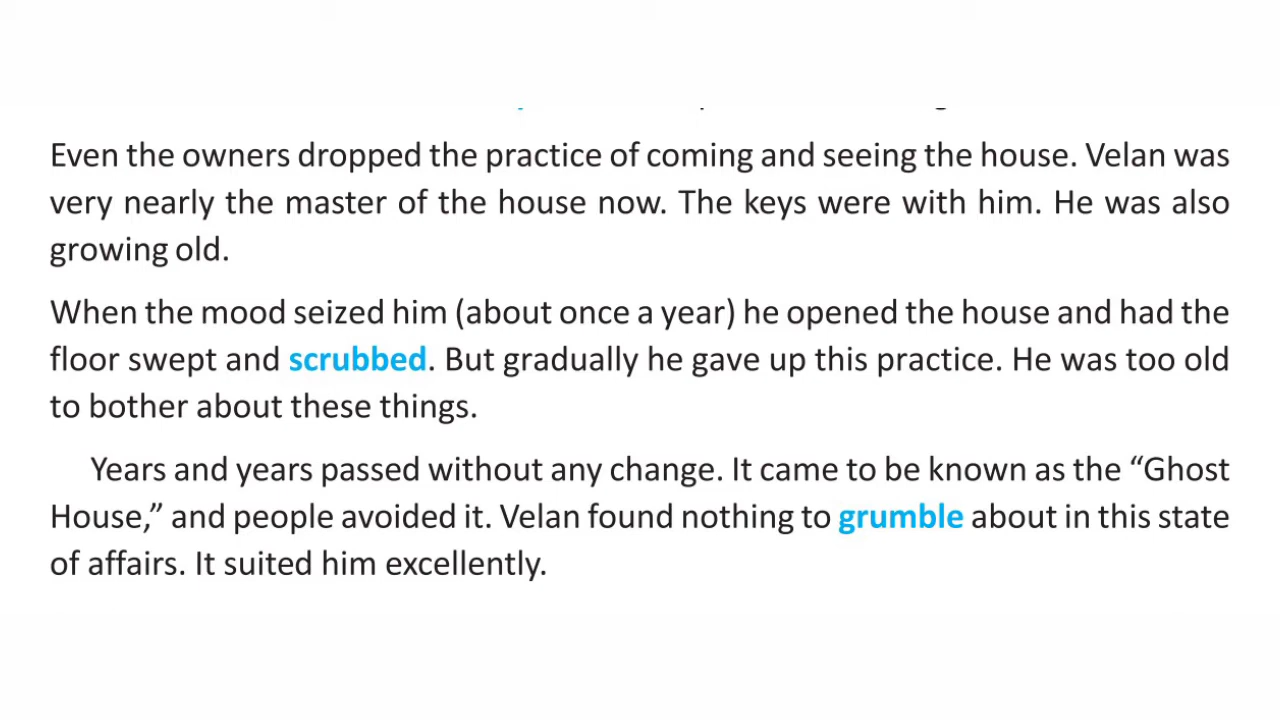 Even the owners dropped the practice of coming and seeing the house. Velan was
very nearly the master of the house now. The keys were with him. He was also
growing old.
When the mood seized him (about once a year) he opened the house and had the
floor swept and scrubbed. But gradually he gave up this practice. He was too old
to bother about these things.
Years and years passed without any change. It came to be known as the “Ghost
House,” and people avoided it. Velan found nothing to grumble about in this state
of affairs. It suited him excellently.